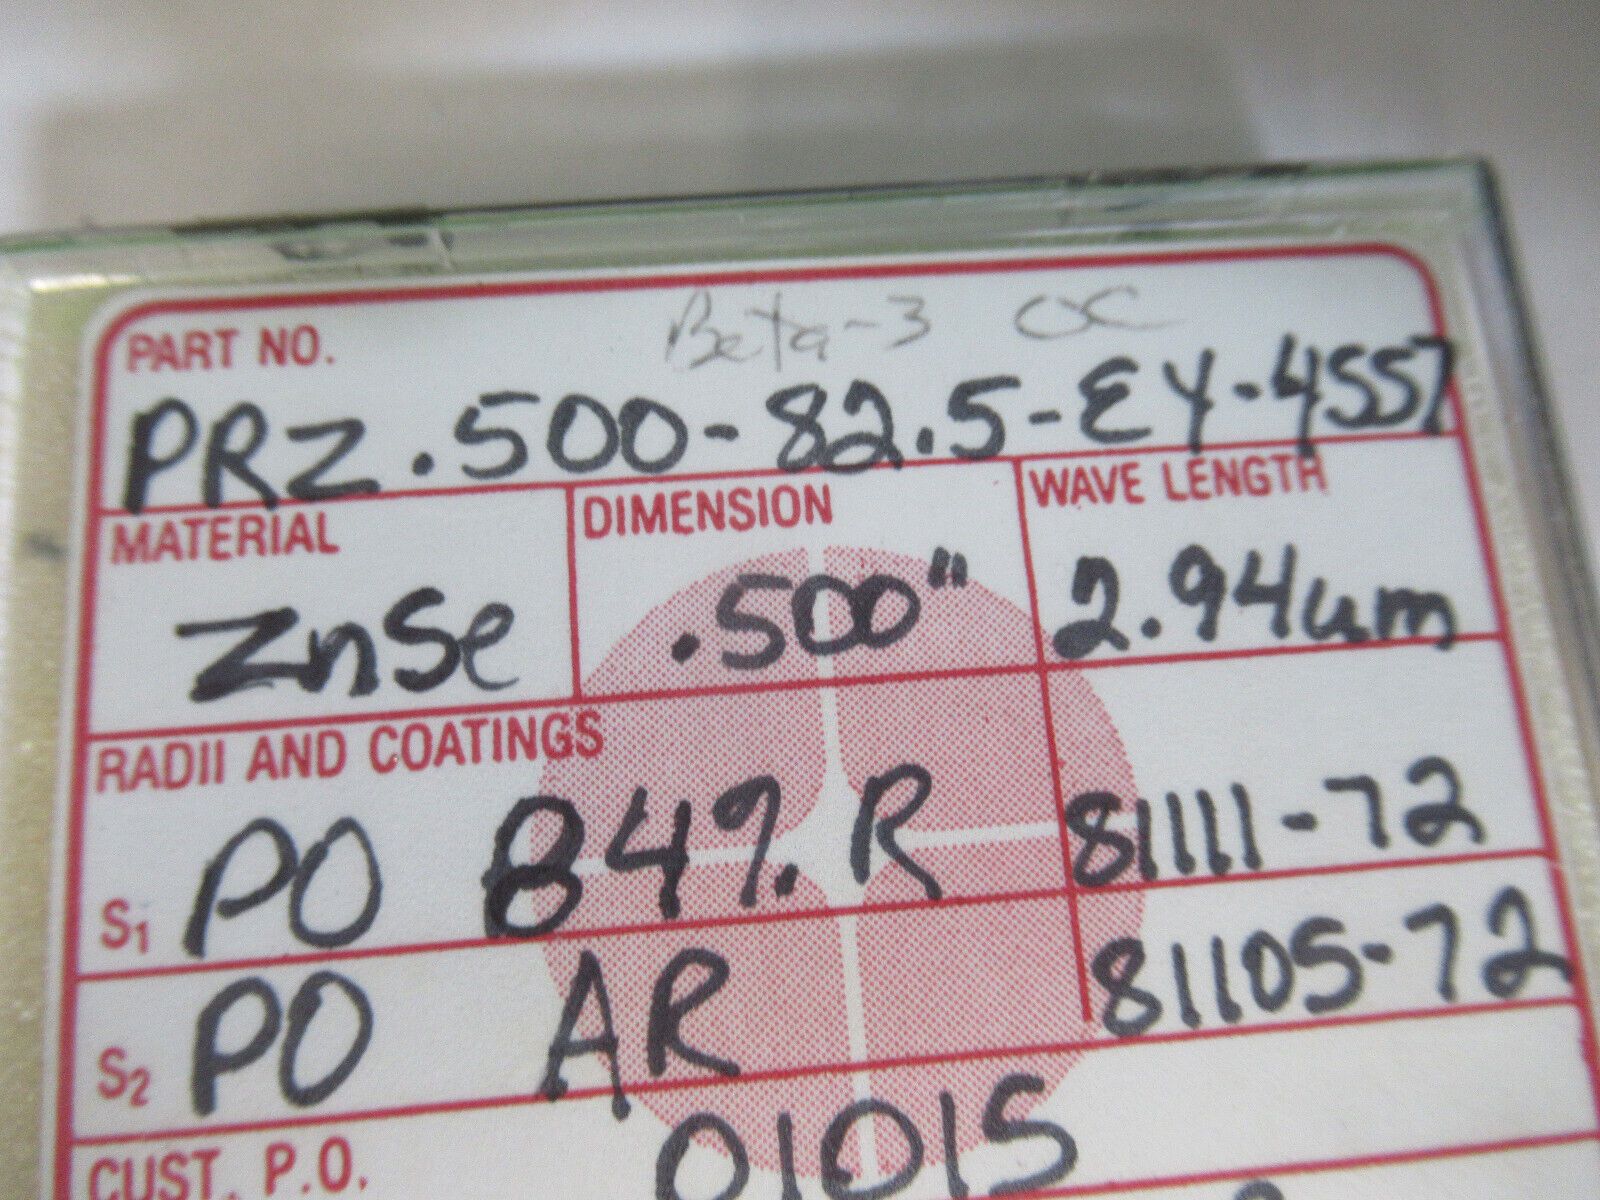 Beta-3 OC
PART NO.
PRZ.500-82.5-EY-4557
MATERIAL
ZnSe
DIMENSION
.500"
WAVE LENGTH
2.94um
RADII AND COATINGS
S1 PO 84%R 81111-72
S2 PO AR 81105-72
CUST. P.O.
01015